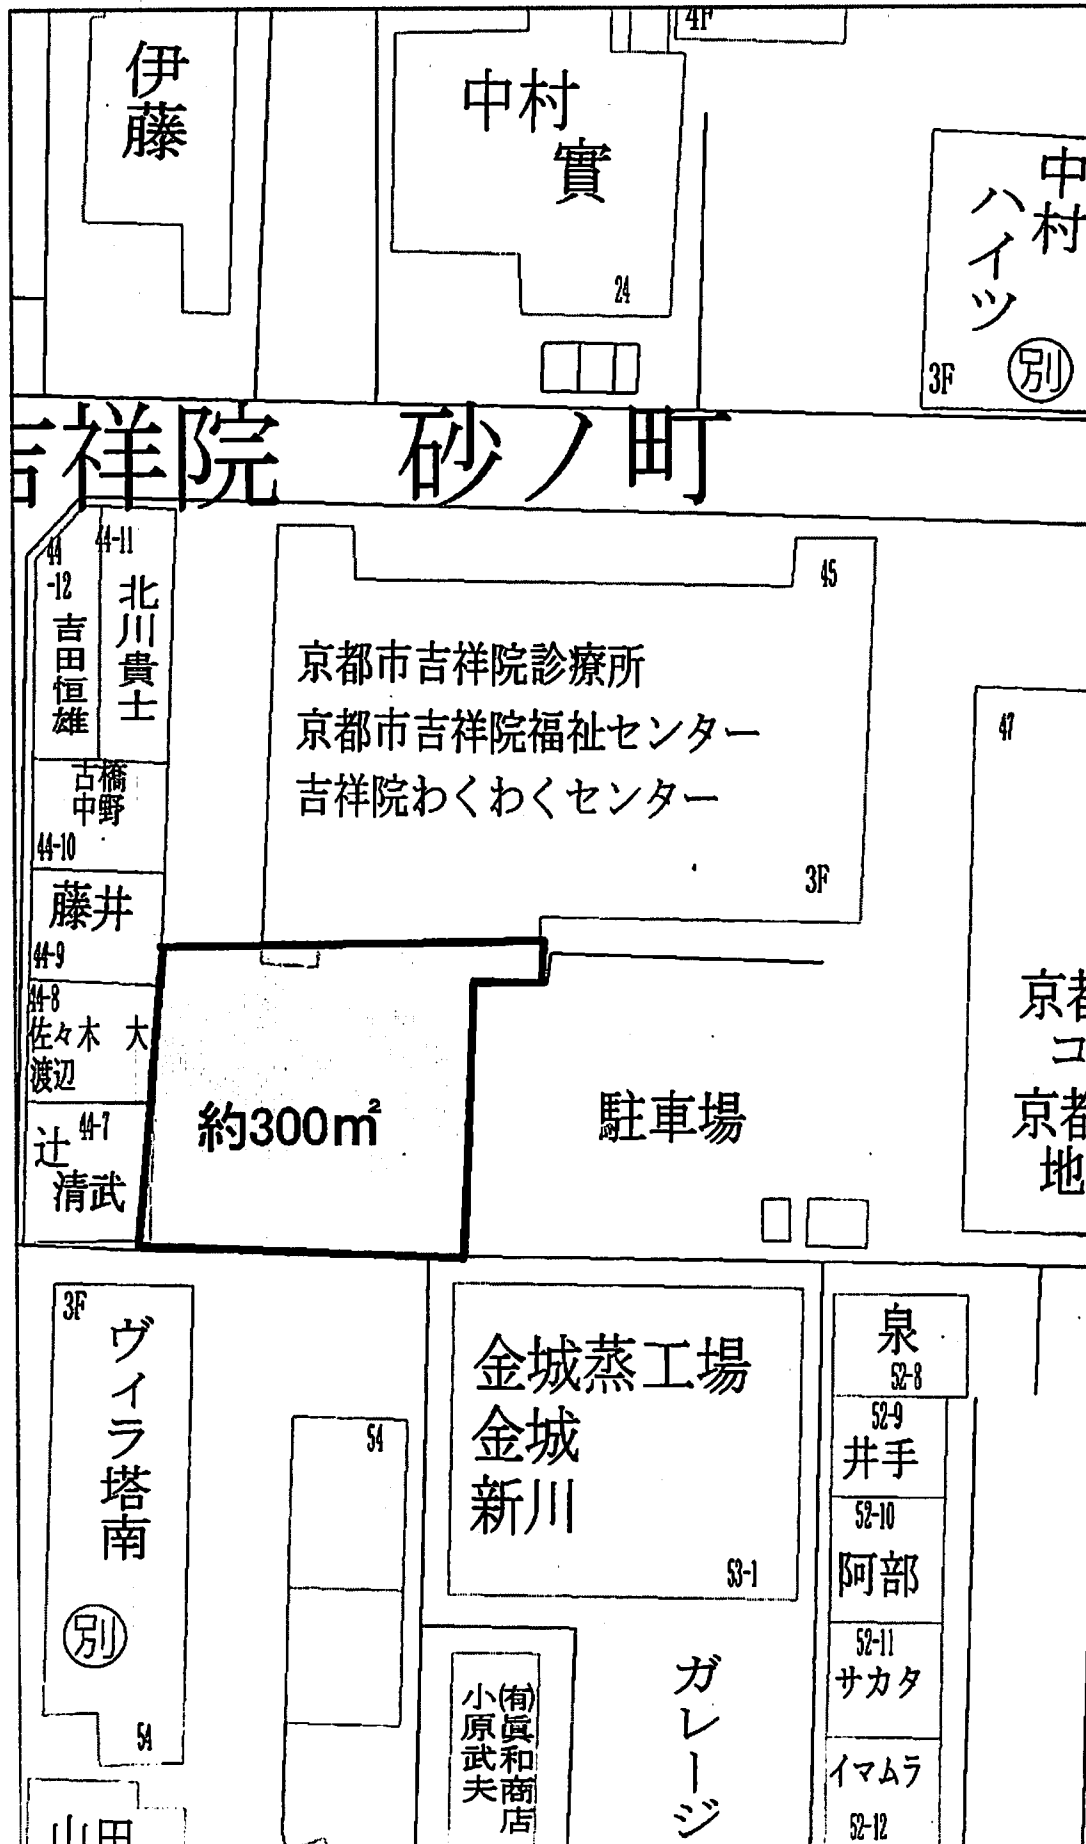 4F
伊藤
中村
實
24
中村
ハイツ
3F
別
吉祥院 砂ノ町
44-12
吉田恒雄
44-11
北川貴士
45
京都市吉祥院診療所
京都市吉祥院福祉センター
吉祥院わくわくセンター
3F
47
古橋
中野
44-10
藤井
44-9
44-8
佐々木 大
渡辺
44-7
辻
清武
約300㎡
駐車場
京都
コ
京都
地
3F
ヴィラ塔南
別
54
54
金城蒸工場
金城
新川
53-1
泉
52-8
52-9
井手
52-10
阿部
52-11
サカタ
イマムラ
52-12
㈲眞和商店
小原武夫
ガレージ
山田